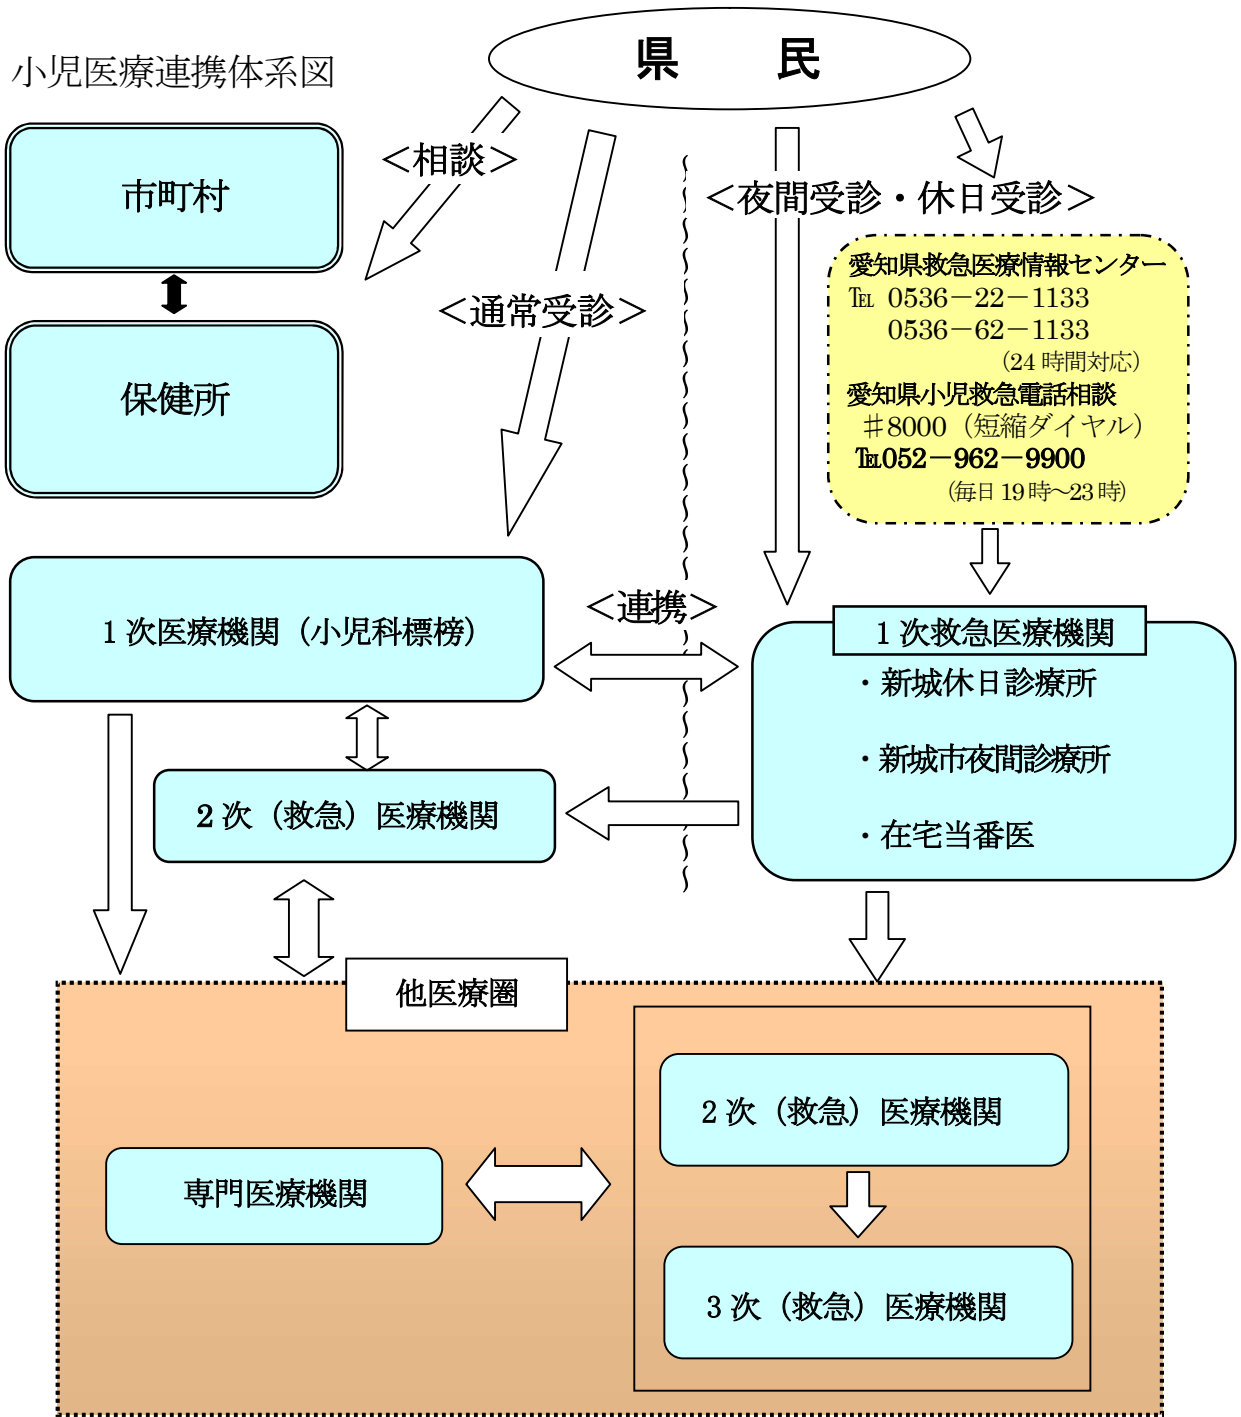 県　民
小児医療連携体系図
＜相談＞
市町村
＜夜間受診・休日受診＞
愛知県救急医療情報センター
℡ 0536－22－1133
0536－62－1133
（24 時間対応）
愛知県小児救急電話相談
＃8000（短縮ダイヤル）
℡052－962－9900
（毎日 19 時～23 時）
＜通常受診＞
保健所
＜連携＞
1 次医療機関（小児科標榜）
1 次救急医療機関
・新城休日診療所
・新城市夜間診療所
・在宅当番医
2 次（救急）医療機関
他医療圏
2 次（救急）医療機関
専門医療機関
3 次（救急）医療機関